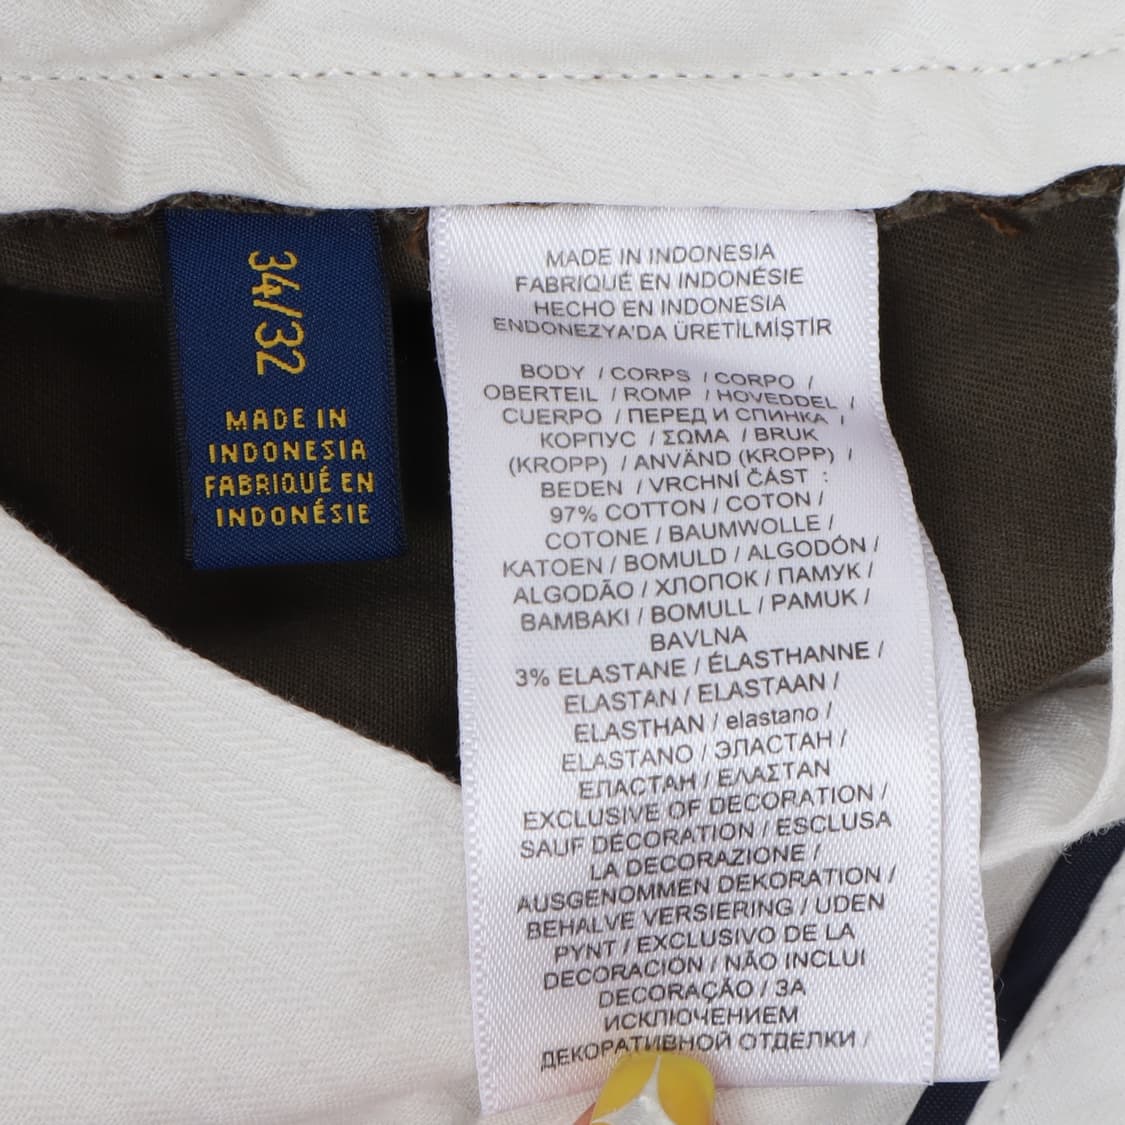 34/32
MADE IN
INDONESIA
FABRIQUÉ EN
INDONÉSIE
MADE IN INDONESIA
FABRIQUÉ EN INDONÉSIE
HECHO EN INDONESIA
ENDONEZYA'DA ÜRETİLMİŞTİR
BODY / CORPS / CORPO /
OBERTEIL / ROMP / HOVEDDEL /
CUERPO / ПЕРЕД И СПИНКА /
КОРПУС / ΣΩΜΑ / BRUK
(KROPP) / ANVÄND (KROPP) /
BEDEN / VRCHNÍ ČÁST :
97% COTTON / COTON /
COTONE / BAUMWOLLE /
KATOEN / BOMULD / ALGODÓN /
ALGODÃO / ХЛОПОК / ПАМУК /
BAMBAKI / BOMULL / PAMUK /
BAVLNA
3% ELASTANE / ÉLASTHANNE /
ELASTAN / ELASTAAN /
ELASTHAN / elastano /
ELASTANO / ЭЛАСТАН /
ЕЛАСТАН / ΕΛΑΣΤΑΝ
EXCLUSIVE OF DECORATION /
SAUF DÉCORATION / ESCLUSA
LA DECORAZIONE /
AUSGENOMMEN DEKORATION /
BEHALVE VERSIERING / UDEN
PYNT / EXCLUSIVO DE LA
DECORACIÓN / NÃO INCLUI
DECORAÇÃO / ЗА
ИСКЛЮЧЕНИЕМ
ДЕКОРАТИВНОЙ ОТДЕЛКИ /